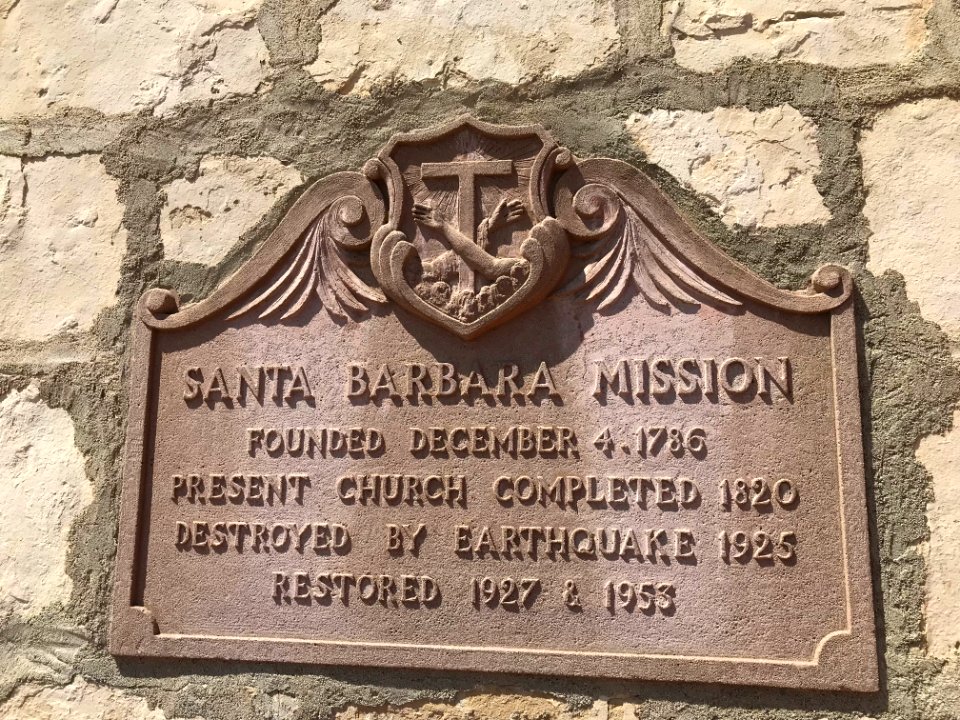 SANTA BARBARA MISSION
FOUNDED DECEMBER 4. 1786
PRESENT CHURCH COMPLETED 1820
DESTROYED BY EARTHQUAKE 1925
RESTORED 1927 & 1953